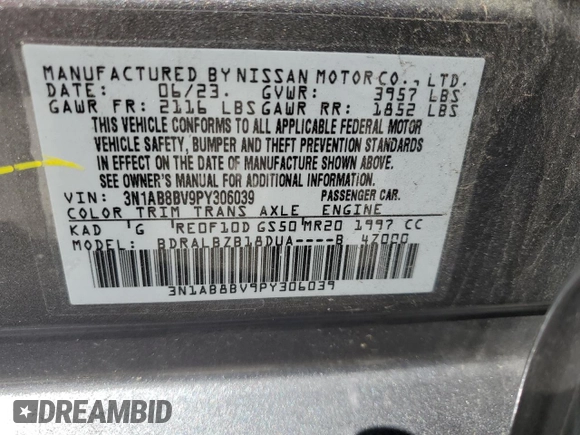 MANUFACTURED BY NISSAN MOTOR CO., LTD.
DATE: 06/23. GVWR: 3957 LBS
GAWR FR: 2116 LBS GAWR RR: 1852 LBS
THIS VEHICLE CONFORMS TO ALL APPLICABLE FEDERAL MOTOR
VEHICLE SAFETY, BUMPER AND THEFT PREVENTION STANDARDS
IN EFFECT ON THE DATE OF MANUFACTURE SHOWN ABOVE.
SEE OWNER'S MANUAL FOR ADDITIONAL INFORMATION
VIN: 3N1AB8BV9PY306039 PASSENGER CAR.
COLOR TRIM TRANS AXLE ENGINE
KAD G RE0F10D GS50 MR20 1997 CC
MODEL: BDRALBZB18DUA----B 4Z000
3N1AB8BV9PY306039
DREAMBID